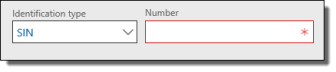 Identification type Number
SIN *